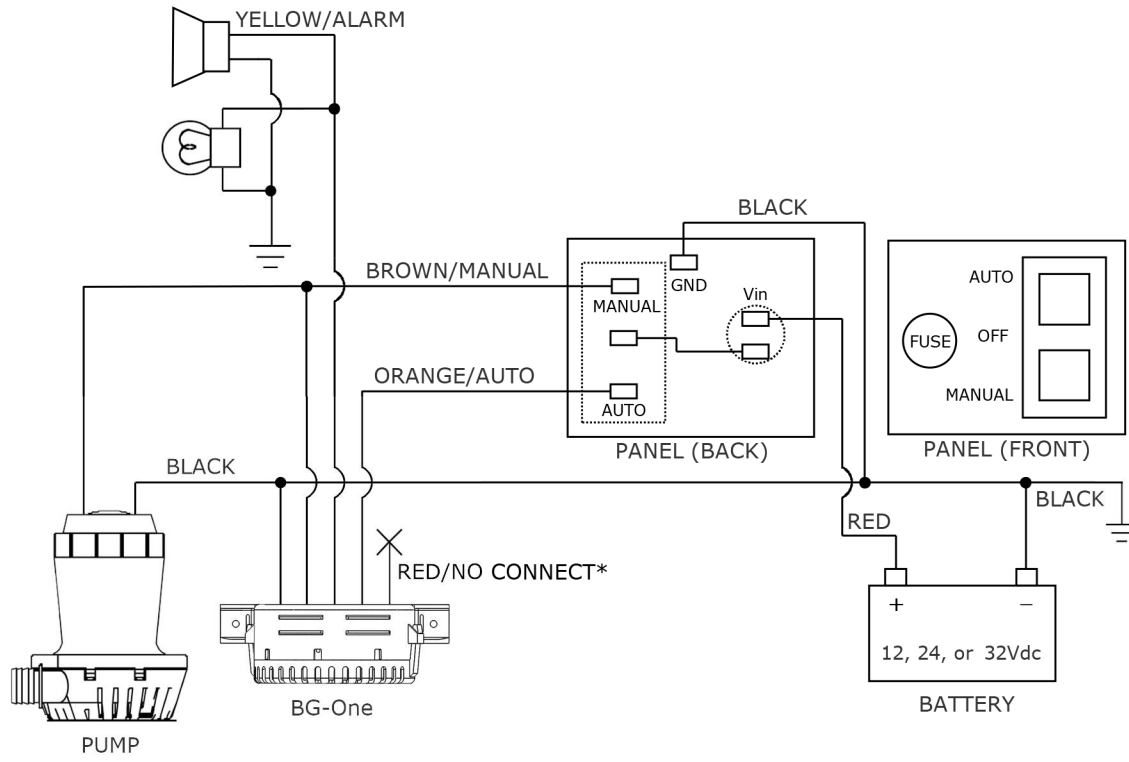 YELLOW/ALARM
BLACK
BROWN/MANUAL
GND
Vin
MANUAL
AUTO
FUSE
OFF
MANUAL
ORANGE/AUTO
AUTO
PANEL (BACK)
PANEL (FRONT)
BLACK
BLACK
RED
RED/NO CONNECT*
+ −
12, 24, or 32Vdc
BATTERY
BG-One
PUMP